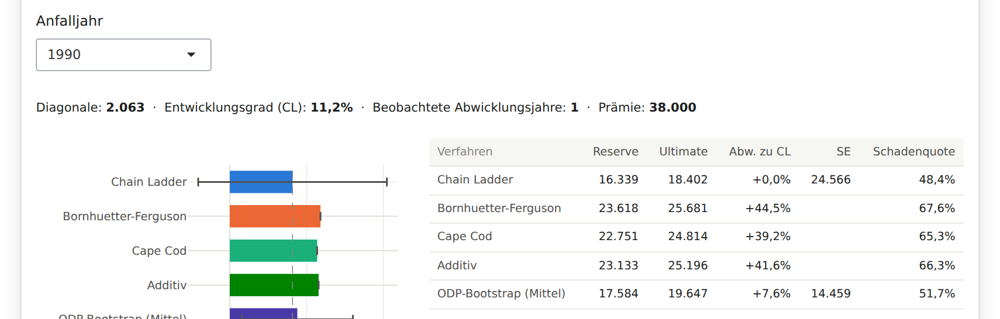 Anfalljahr
1990
Diagonale: 2.063 · Entwicklungsgrad (CL): 11,2% · Beobachtete Abwicklungsjahre: 1 · Prämie: 38.000
Chain Ladder
Bornhuetter-Ferguson
Cape Cod
Additiv
ODP-Bootstrap (Mittel)
Verfahren Reserve Ultimate Abw. zu CL SE Schadenquote
Chain Ladder 16.339 18.402 +0,0% 24.566 48,4%
Bornhuetter-Ferguson 23.618 25.681 +44,5% 67,6%
Cape Cod 22.751 24.814 +39,2% 65,3%
Additiv 23.133 25.196 +41,6% 66,3%
ODP-Bootstrap (Mittel) 17.584 19.647 +7,6% 14.459 51,7%